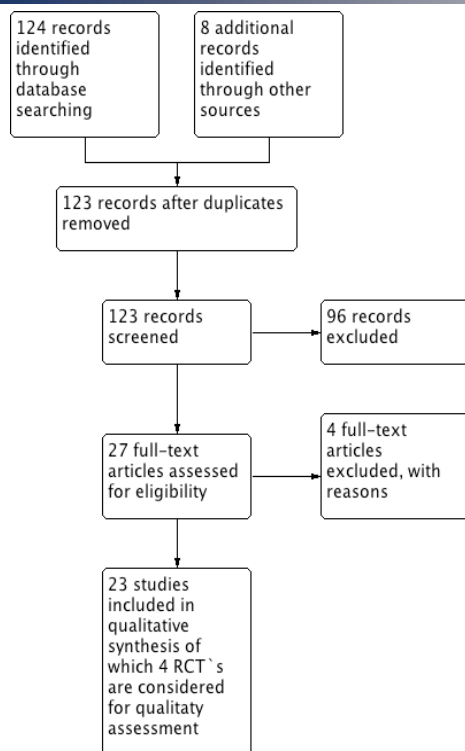 124 records
identified
through
database
searching
8 additional
records
identified
through other
sources
123 records after duplicates
removed
123 records
screened
96 records
excluded
27 full-text
articles assessed
for eligibility
4 full-text
articles
excluded, with
reasons
23 studies
included in
qualitative
synthesis of
which 4 RCT`s
are considered
for qualitaty
assessment